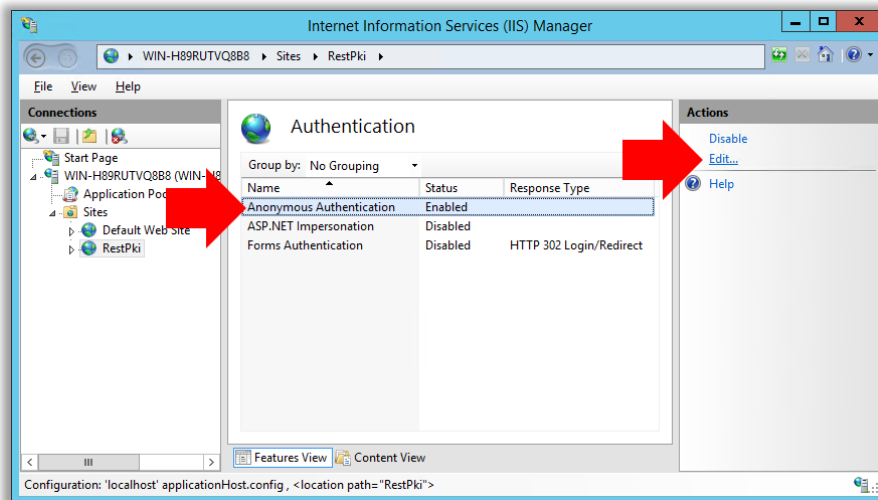 Internet Information Services (IIS) Manager
WIN-H89RUTVQ8B8 Sites RestPki
File View Help
Connections
Start Page
WIN-H89RUTVQ8B8
Application
Sites
Default Web Site
RestPki
Authentication
Group by: No Grouping
Name Status Response Type
Anonymous Authentication Enabled
ASP.NET Impersonation Disabled
Forms Authentication Disabled HTTP 302 Login/Redirect
Features View Content View
Actions
Disable
Edit...
Help
Configuration: 'localhost' applicationHost.config , <location path="RestPki">